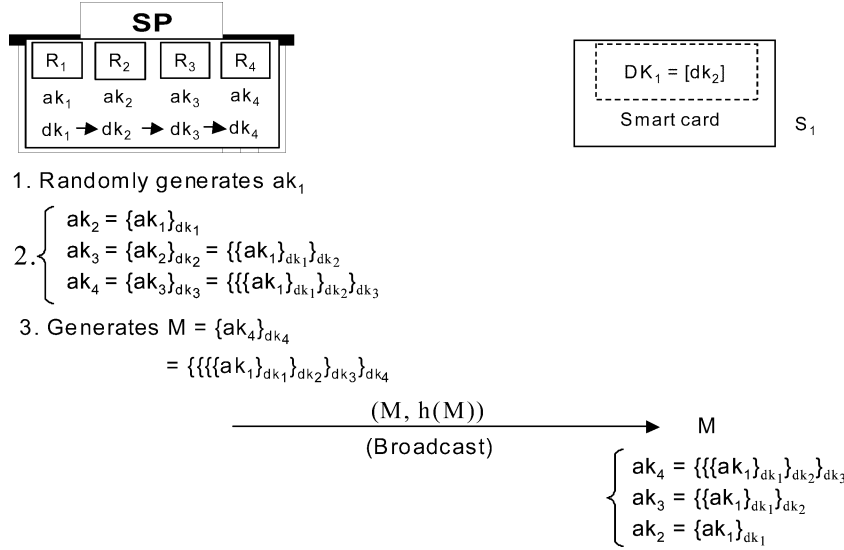 SP
R₁ R₂ R₃ R₄
ak₁ ak₂ ak₃ ak₄
dk₁ → dk₂ → dk₃ → dk₄
DK₁ = [dk₂]
Smart card
S₁
1. Randomly generates ak₁
2. { ak₂ = {ak₁}dk₁
ak₃ = {ak₂}dk₂ = {{ak₁}dk₁}dk₂
ak₄ = {ak₃}dk₃ = {{{ak₁}dk₁}dk₂}dk₃
3. Generates M = {ak₄}dk₄
= {{{{ak₁}dk₁}dk₂}dk₃}dk₄
(M, h(M))
(Broadcast)
M
{ ak₄ = {{{ak₁}dk₁}dk₂}dk₃
ak₃ = {{ak₁}dk₁}dk₂
ak₂ = {ak₁}dk₁